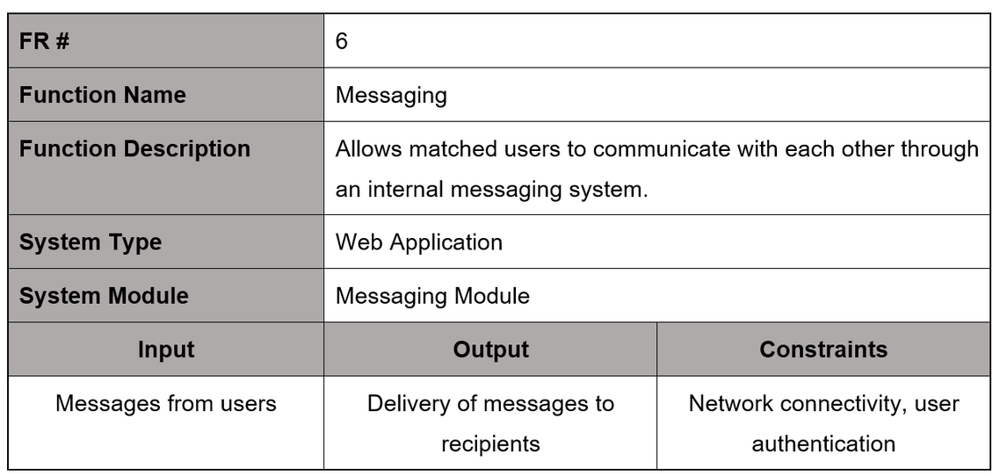 FR # 6
Function Name Messaging
Function Description Allows matched users to communicate with each other through
an internal messaging system.
System Type Web Application
System Module Messaging Module
Input Output Constraints
Messages from users Delivery of messages to Network connectivity, user
recipients authentication